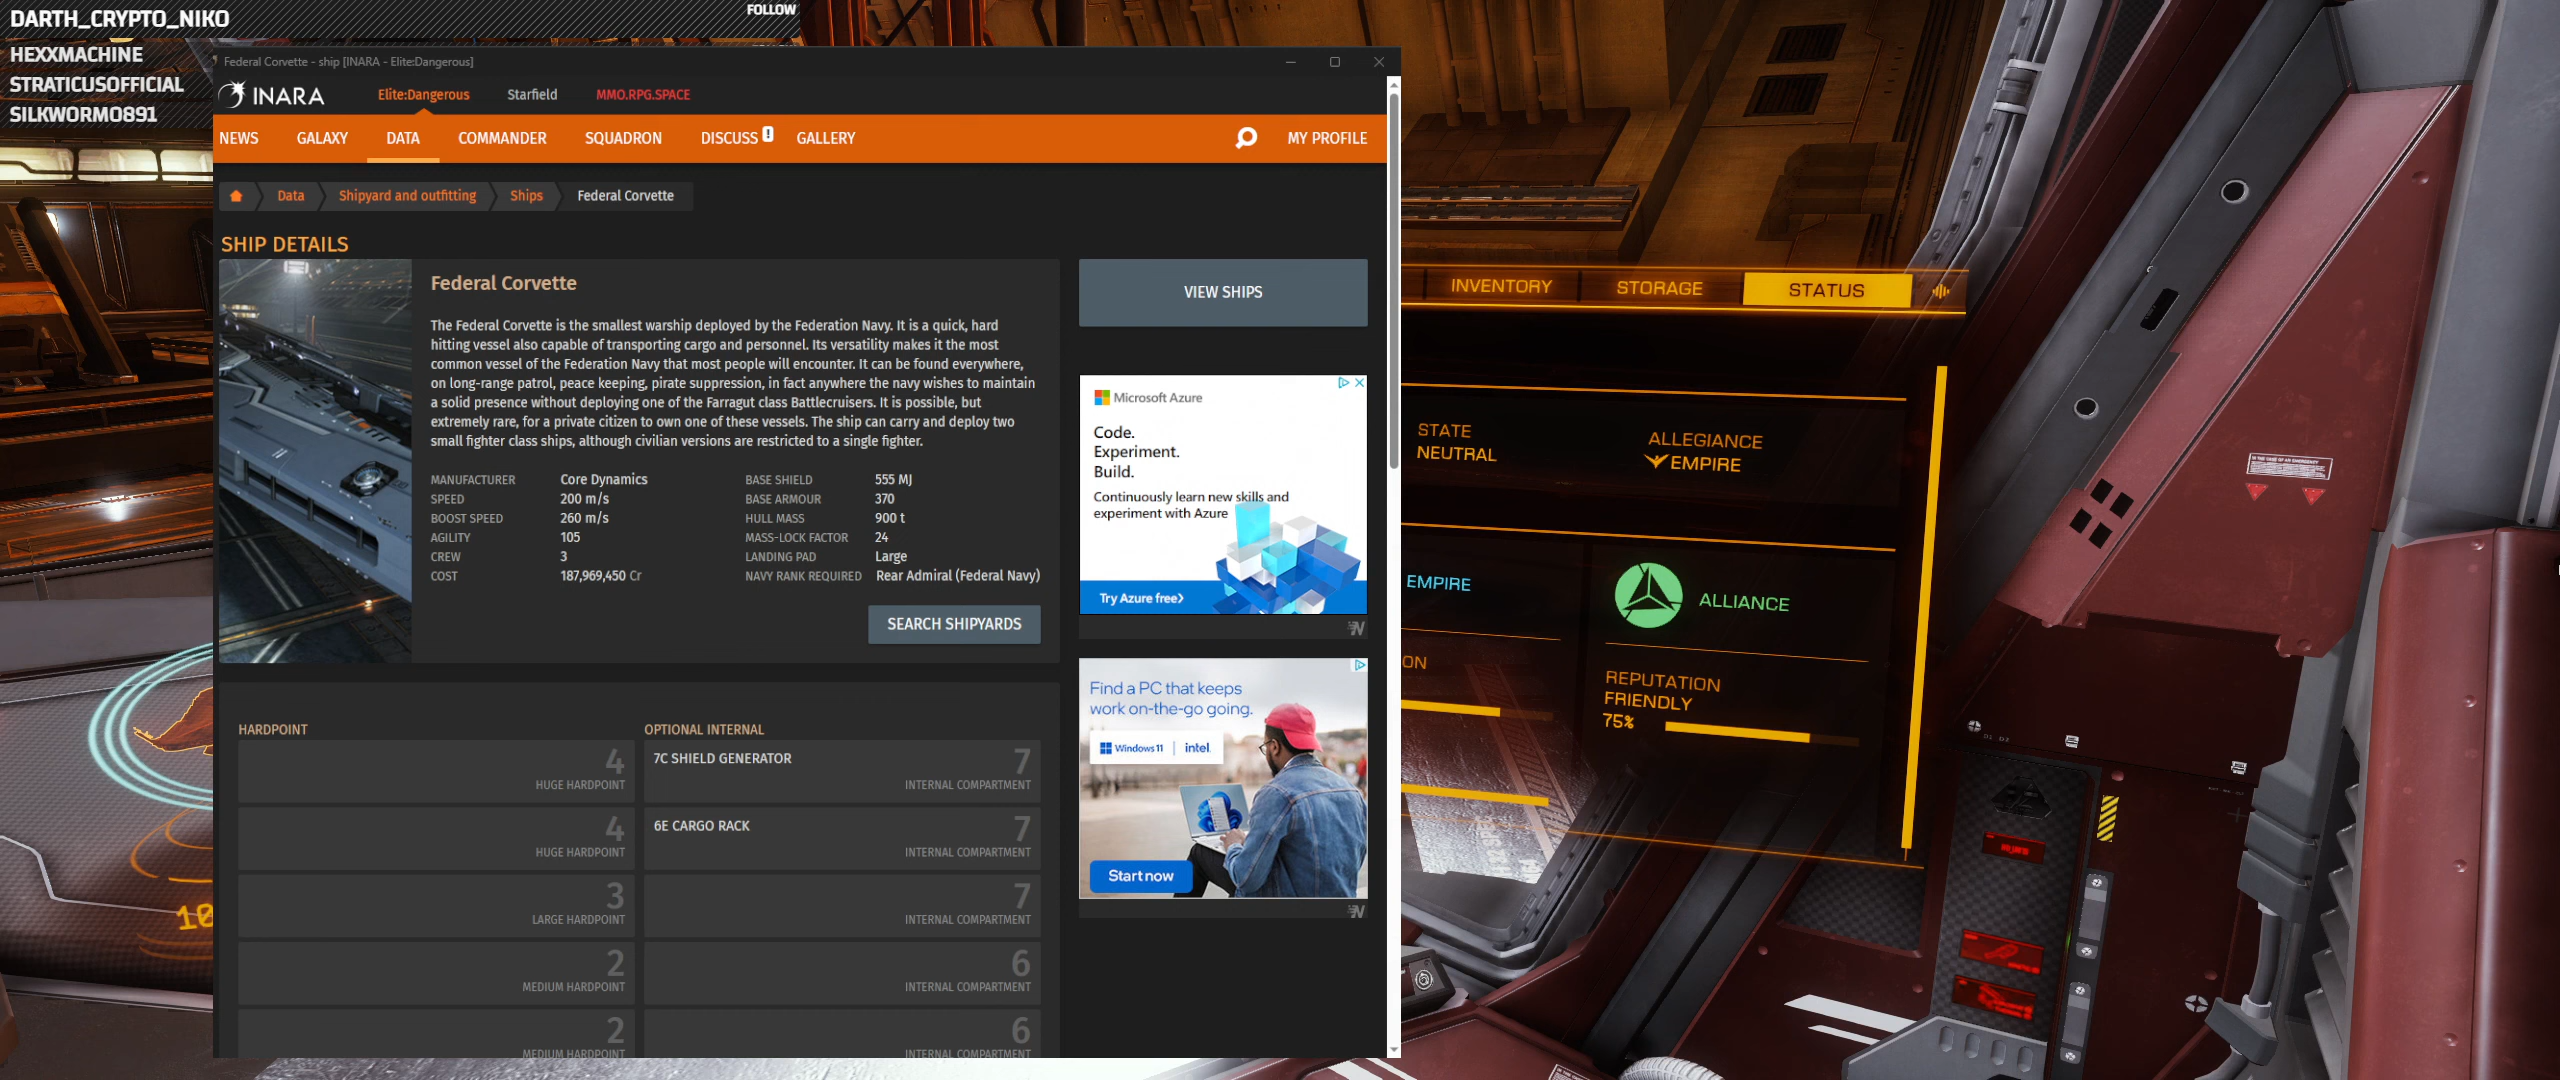 DARTH_CRYPTO_NIKO
FOLLOW
HEXXMACHINE
STRATICUSOFFICIAL
SILKWORM0891
Federal Corvette - ship [INARA - Elite:Dangerous]
INARA
Elite:Dangerous
Starfield
MMO.RPG.SPACE
NEWS
GALAXY
DATA
COMMANDER
SQUADRON
DISCUSS !
GALLERY
MY PROFILE
Data
Shipyard and outfitting
Ships
Federal Corvette
SHIP DETAILS
Federal Corvette
The Federal Corvette is the smallest warship deployed by the Federation Navy. It is a quick, hard
hitting vessel also capable of transporting cargo and personnel. Its versatility makes it the most
common vessel of the Federation Navy that most people will encounter. It can be found everywhere,
on long-range patrol, peace keeping, pirate suppression, in fact anywhere the navy wishes to maintain
a solid presence without deploying one of the Farragut class Battlecruisers. It is possible, but
extremely rare, for a private citizen to own one of these vessels. The ship can carry and deploy two
small fighter class ships, although civilian versions are restricted to a single fighter.
MANUFACTURER Core Dynamics
SPEED 200 m/s
BOOST SPEED 260 m/s
AGILITY 105
CREW 3
COST 187,969,450 Cr
BASE SHIELD 555 MJ
BASE ARMOUR 370
HULL MASS 900 t
MASS-LOCK FACTOR 24
LANDING PAD Large
NAVY RANK REQUIRED Rear Admiral (Federal Navy)
SEARCH SHIPYARDS
HARDPOINT
4
HUGE HARDPOINT
4
HUGE HARDPOINT
3
LARGE HARDPOINT
2
MEDIUM HARDPOINT
2
MEDIUM HARDPOINT
OPTIONAL INTERNAL
7C SHIELD GENERATOR
7
INTERNAL COMPARTMENT
6E CARGO RACK
7
INTERNAL COMPARTMENT
7
INTERNAL COMPARTMENT
6
INTERNAL COMPARTMENT
6
INTERNAL COMPARTMENT
VIEW SHIPS
Microsoft Azure
Code.
Experiment.
Build.
Continuously learn new skills and
experiment with Azure
Try Azure free>
Find a PC that keeps
work on-the-go going.
Windows 11
intel.
Start now
INVENTORY
STORAGE
STATUS
STATE
NEUTRAL
ALLEGIANCE
EMPIRE
EMPIRE
ALLIANCE
ON
REPUTATION
FRIENDLY
75%
10